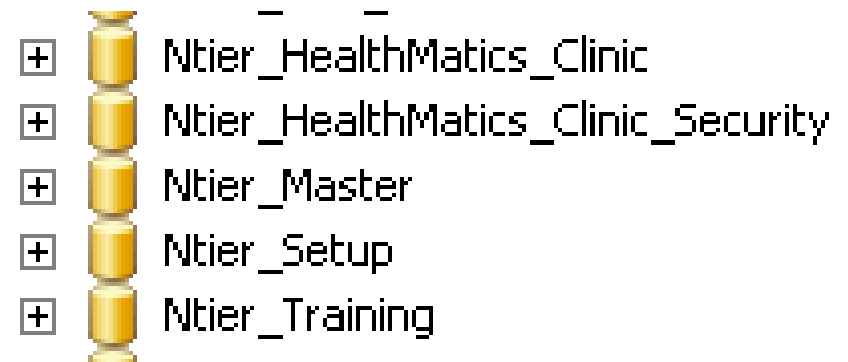 Ntier_HealthMatics_Clinic
Ntier_HealthMatics_Clinic_Security
Ntier_Master
Ntier_Setup
Ntier_Training